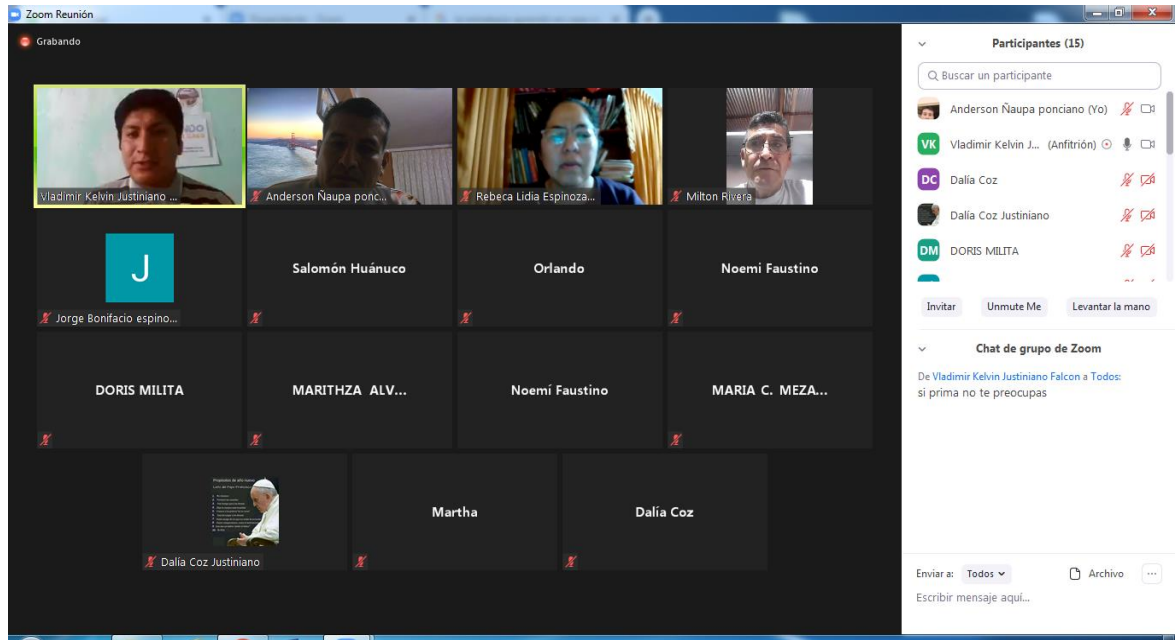 Zoom Reunión
Grabando
Vladimir Kelvin Justiniano ...
Anderson Ñaupa ponc...
Rebeca Lidia Espinoza...
Milton Rivera
J
Jorge Bonifacio espino...
Salomón Huánuco
Orlando
Noemi Faustino
DORIS MILITA
MARITHZA ALV...
Noemí Faustino
MARIA C. MEZA...
Dalía Coz Justiniano
Martha
Dalía Coz
Participantes (15)
Buscar un participante
Anderson Ñaupa ponciano (Yo)
VK Vladimir Kelvin J... (Anfitrión)
DC Dalía Coz
Dalía Coz Justiniano
DM DORIS MILITA
Invitar Unmute Me Levantar la mano
Chat de grupo de Zoom
De Vladimir Kelvin Justiniano Falcon a Todos:
si prima no te preocupas
Enviar a: Todos Archivo ...
Escribir mensaje aquí...